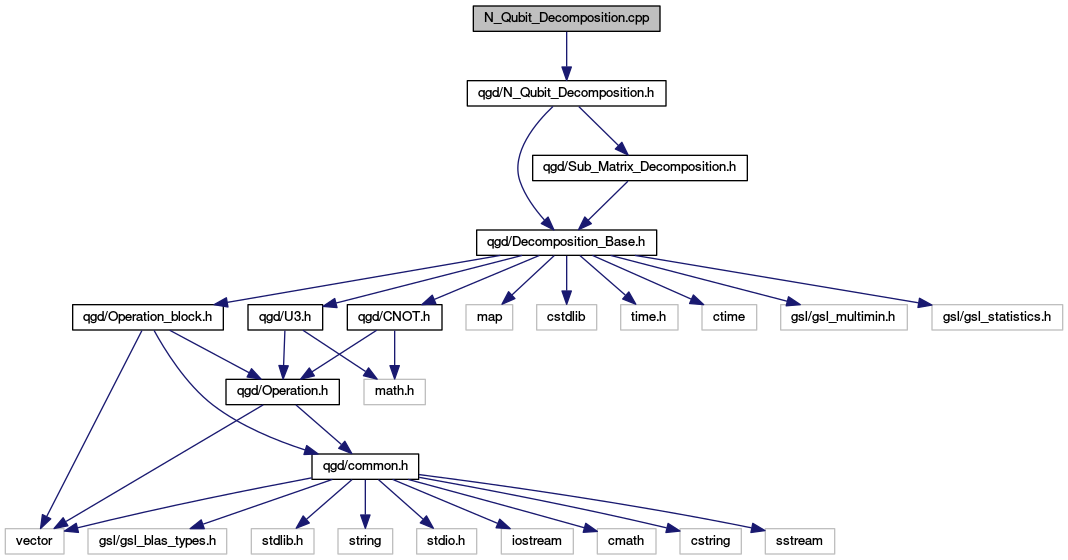 N_Qubit_Decomposition.cpp
qgd/N_Qubit_Decomposition.h
qgd/Sub_Matrix_Decomposition.h
qgd/Decomposition_Base.h
qgd/Operation_block.h
qgd/U3.h
qgd/CNOT.h
map
cstdlib
time.h
ctime
gsl/gsl_multimin.h
gsl/gsl_statistics.h
qgd/Operation.h
math.h
qgd/common.h
vector
gsl/gsl_blas_types.h
stdlib.h
string
stdio.h
iostream
cmath
cstring
sstream